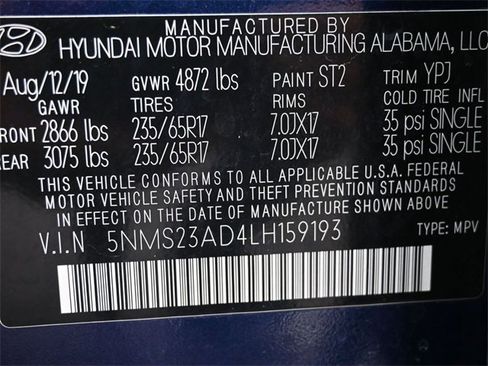 MANUFACTURED BY
HYUNDAI MOTOR MANUFACTURING ALABAMA, LLC
Aug/12/19 GVWR 4872 lbs PAINT ST2 TRIM YPJ
GAWR TIRES RIMS COLD TIRE INFL
FRONT 2866 lbs 235/65R17 7.0JX17 35 psi SINGLE
REAR 3075 lbs 235/65R17 7.0JX17 35 psi SINGLE
THIS VEHICLE CONFORMS TO ALL APPLICABLE U.S.A. FEDERAL
MOTOR VEHICLE SAFETY AND THEFT PREVENTION STANDARDS
IN EFFECT ON THE DATE OF MANUFACTURE SHOWN ABOVE.
V.I.N 5NMS23AD4LH159193 TYPE: MPV